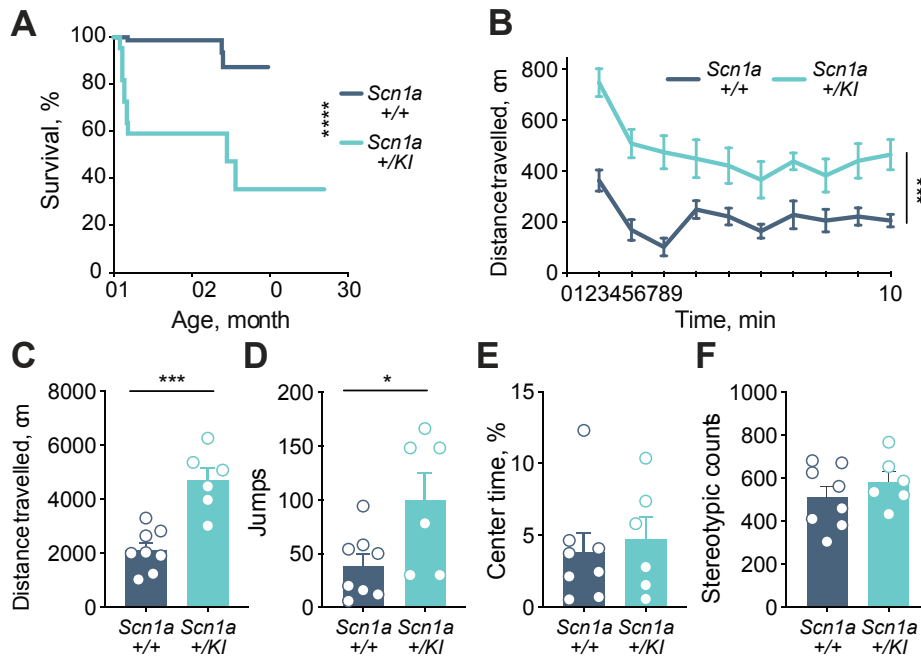 A
Survival, %
100
80
60
40
20
0
01
02
0
30
Age, month
Scn1a
+/+
Scn1a
+/KI
****
B
Distance travelled, cm
800
600
400
200
0
0123456789
10
Time, min
Scn1a
+/+
Scn1a
+/KI
***
C
Distance travelled, cm
8000
6000
4000
2000
0
***
Scn1a
+/+
Scn1a
+/KI
D
Jumps
200
150
100
50
0
*
Scn1a
+/+
Scn1a
+/KI
E
Center time, %
15
10
5
0
Scn1a
+/+
Scn1a
+/KI
F
Stereotypic counts
1000
800
600
400
200
0
Scn1a
+/+
Scn1a
+/KI